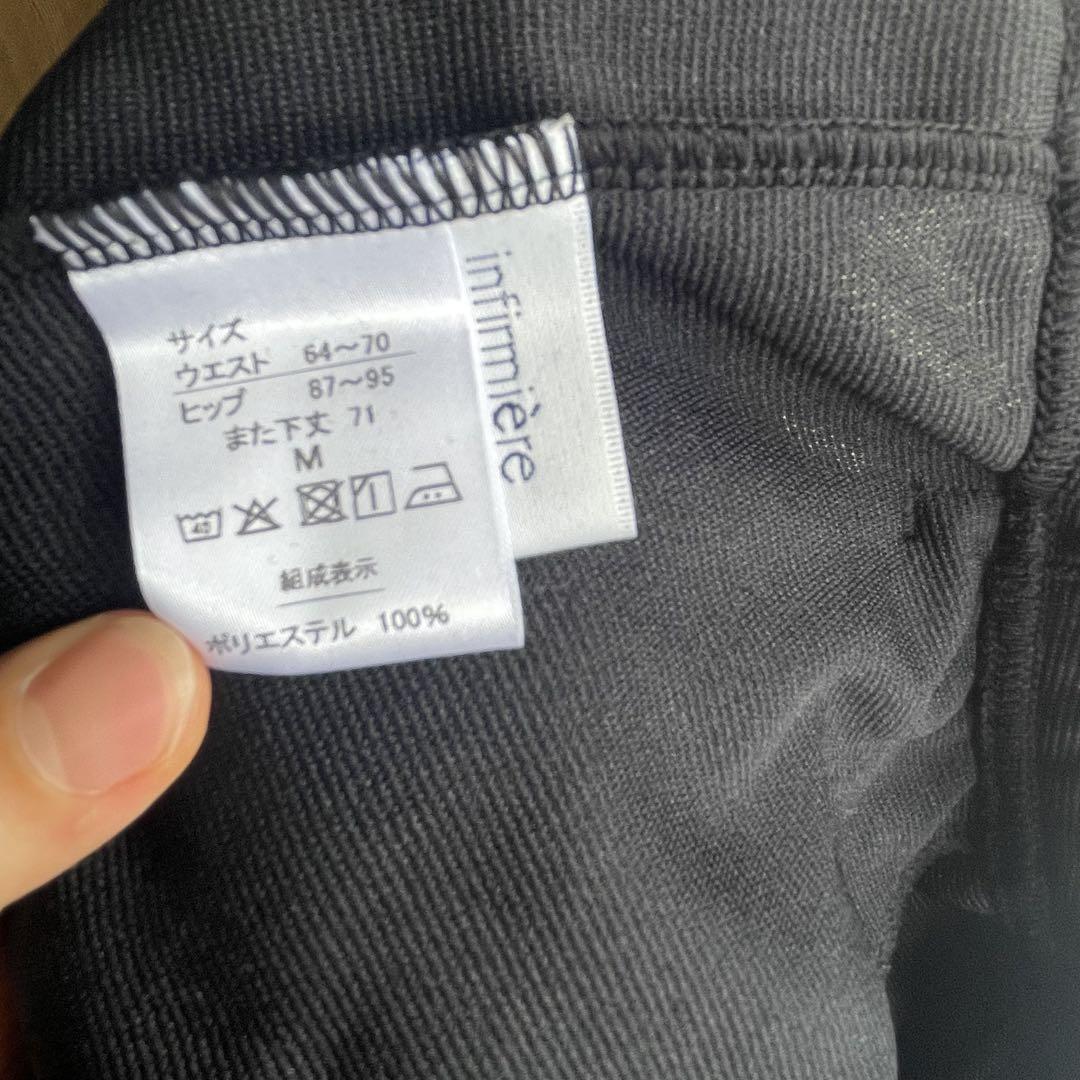 サイズ
ウエスト 64～70
ヒップ 87～95
また下丈 71
M
40
組成表示
ポリエステル 100%
infirmière